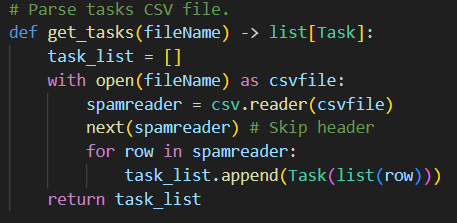 # Parse tasks CSV file.
def get_tasks(fileName) -> list[Task]:
    task_list = []
    with open(fileName) as csvfile:
        spamreader = csv.reader(csvfile)
        next(spamreader) # Skip header
        for row in spamreader:
            task_list.append(Task(list(row)))
    return task_list